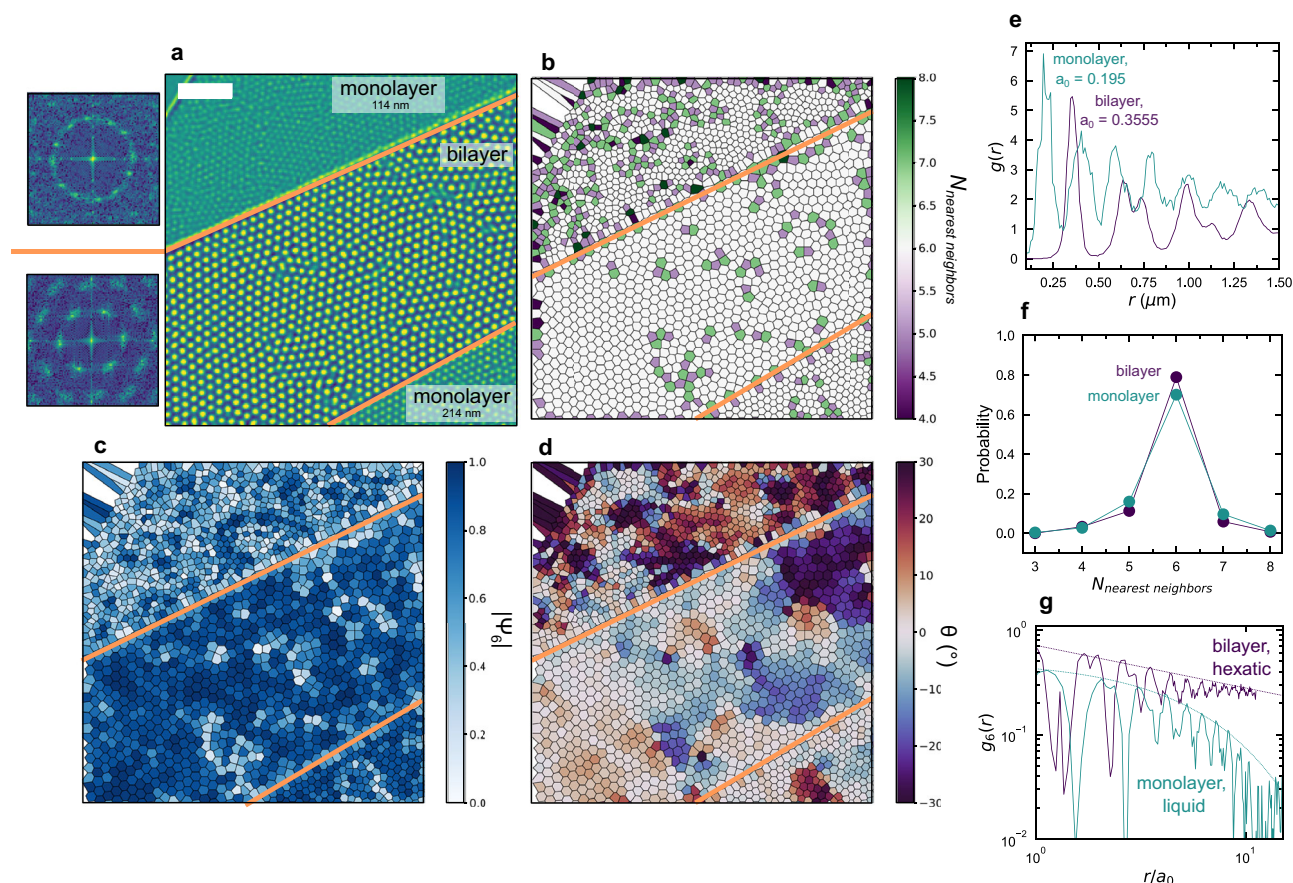 a
monolayer
114 nm
bilayer
monolayer
214 nm
b
8.0
7.5
7.0
6.5
6.0
5.5
5.0
4.5
4.0
N nearest neighbors
c
1.0
0.8
0.6
0.4
0.2
0.0
|Ψ6|
d
30
20
10
0
−10
−20
−30
θ (°)
e
7
6
5
4
3
2
1
0
g(r)
monolayer,
a0 = 0.195
bilayer,
a0 = 0.3555
0.25 0.50 0.75 1.00 1.25 1.50
r (μm)
f
1.0
0.8
0.6
0.4
0.2
0.0
Probability
bilayer
monolayer
3 4 5 6 7 8
N nearest neighbors
g
10^0
10^-1
10^-2
g6(r)
bilayer,
hexatic
monolayer,
liquid
10^0 10^1
r/a0